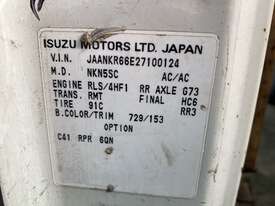 ISUZU MOTORS LTD. JAPAN
V.I.N. JAANKR66E27100124
M.D. NKN5SC AC/AC
ENGINE RLS/4HF1 RR AXLE G73
TRANS. RMT FINAL HC6
TIRE 91C RR3
B.COLOR/TRIM 729/153
OPTION
C41 RPR 6QN